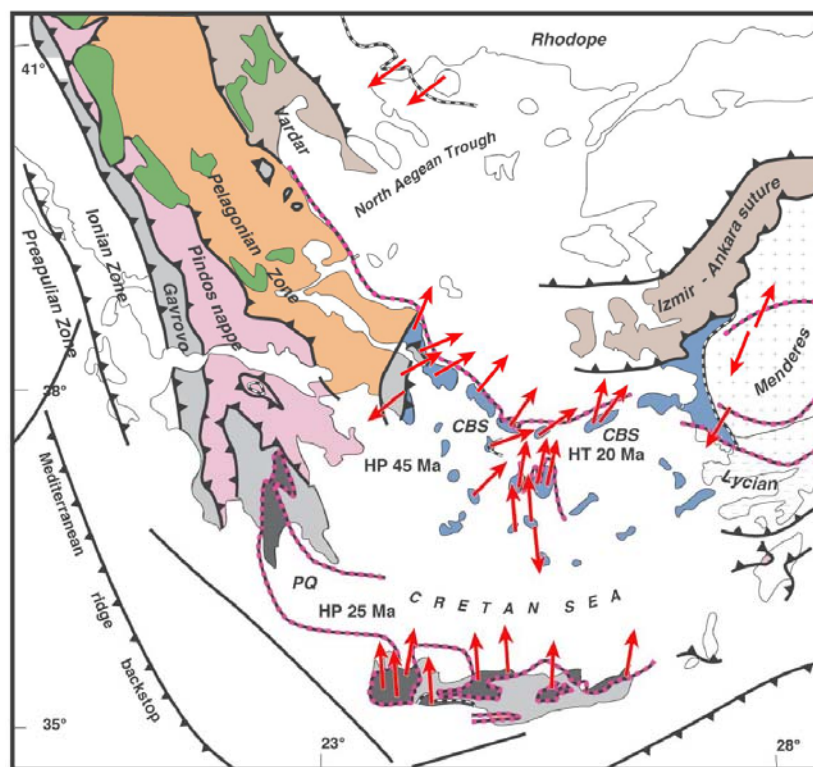 Rhodope
41°
Vardar
North Aegean Trough
Pelagonian Zone
Ionian Zone
Preapulian Zone
Pindos nappe
Gavrovo
Izmir - Ankara suture
Menderes
38°
CBS
CBS
HP 45 Ma
HT 20 Ma
Lycian
Mediterranean ridge backstop
PQ
HP 25 Ma
CRETAN SEA
35°
23°
28°